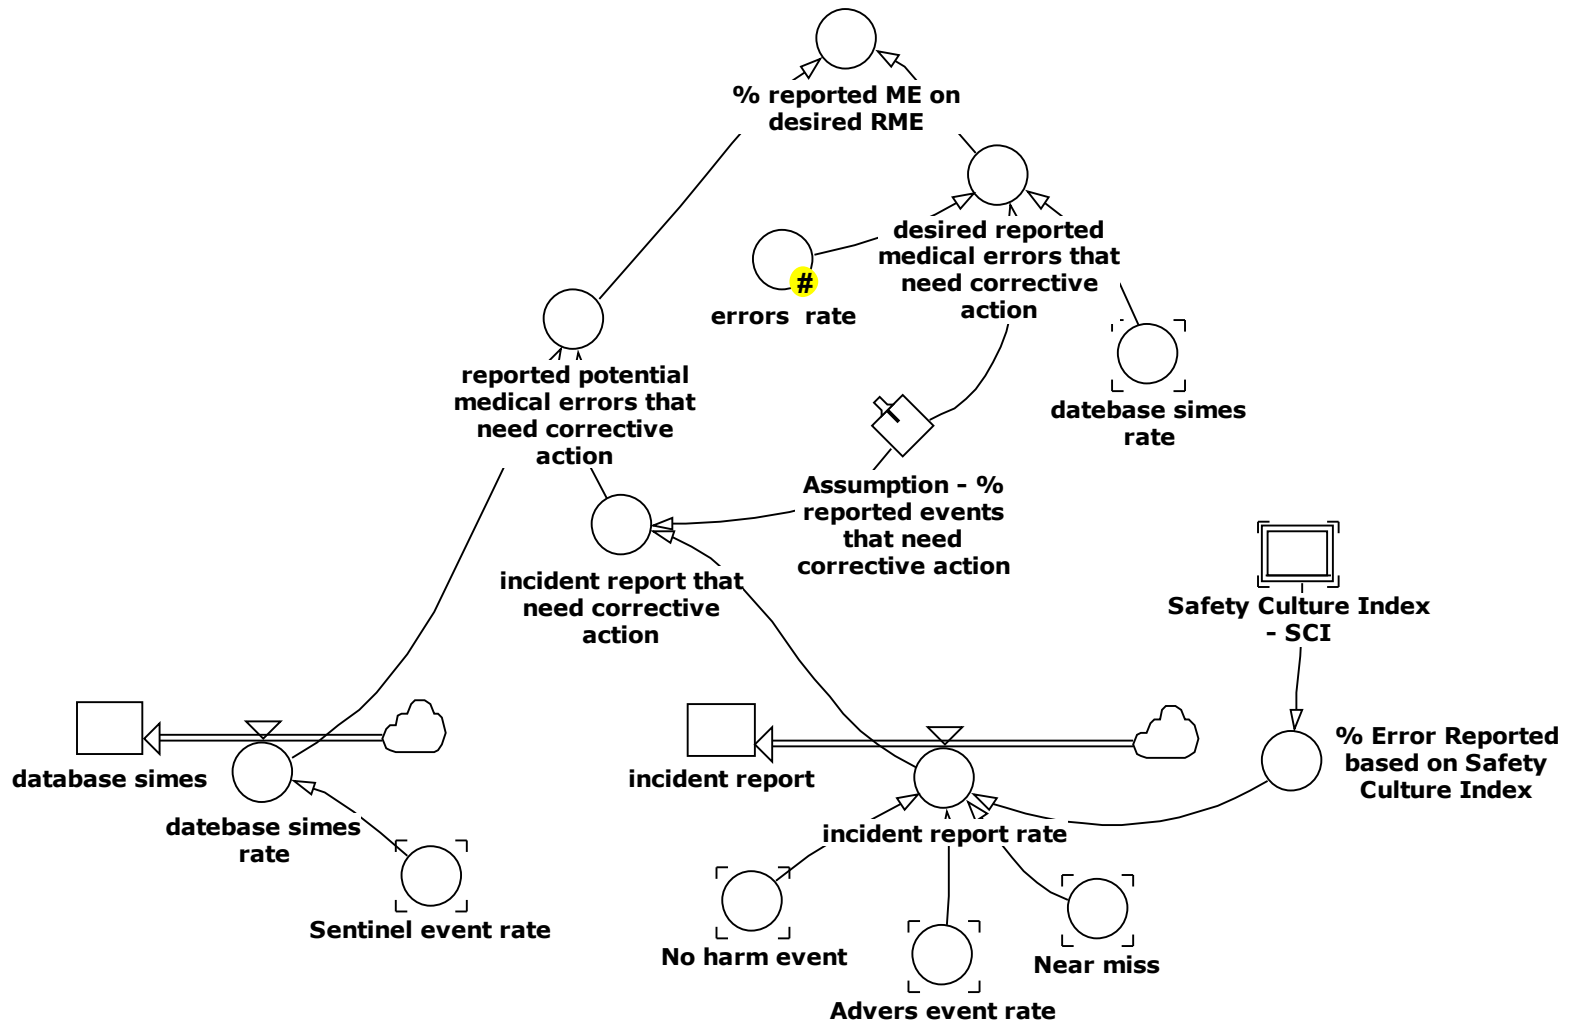 % reported ME on
desired RME
desired reported
medical errors that
need corrective
action
#
errors rate
reported potential
medical errors that
need corrective
action
datebase simes
rate
Assumption - %
reported events
that need
corrective action
incident report that
need corrective
action
Safety Culture Index
- SCI
% Error Reported
based on Safety
Culture Index
database simes
incident report
datebase simes
rate
incident report rate
Sentinel event rate
No harm event
Near miss
Advers event rate